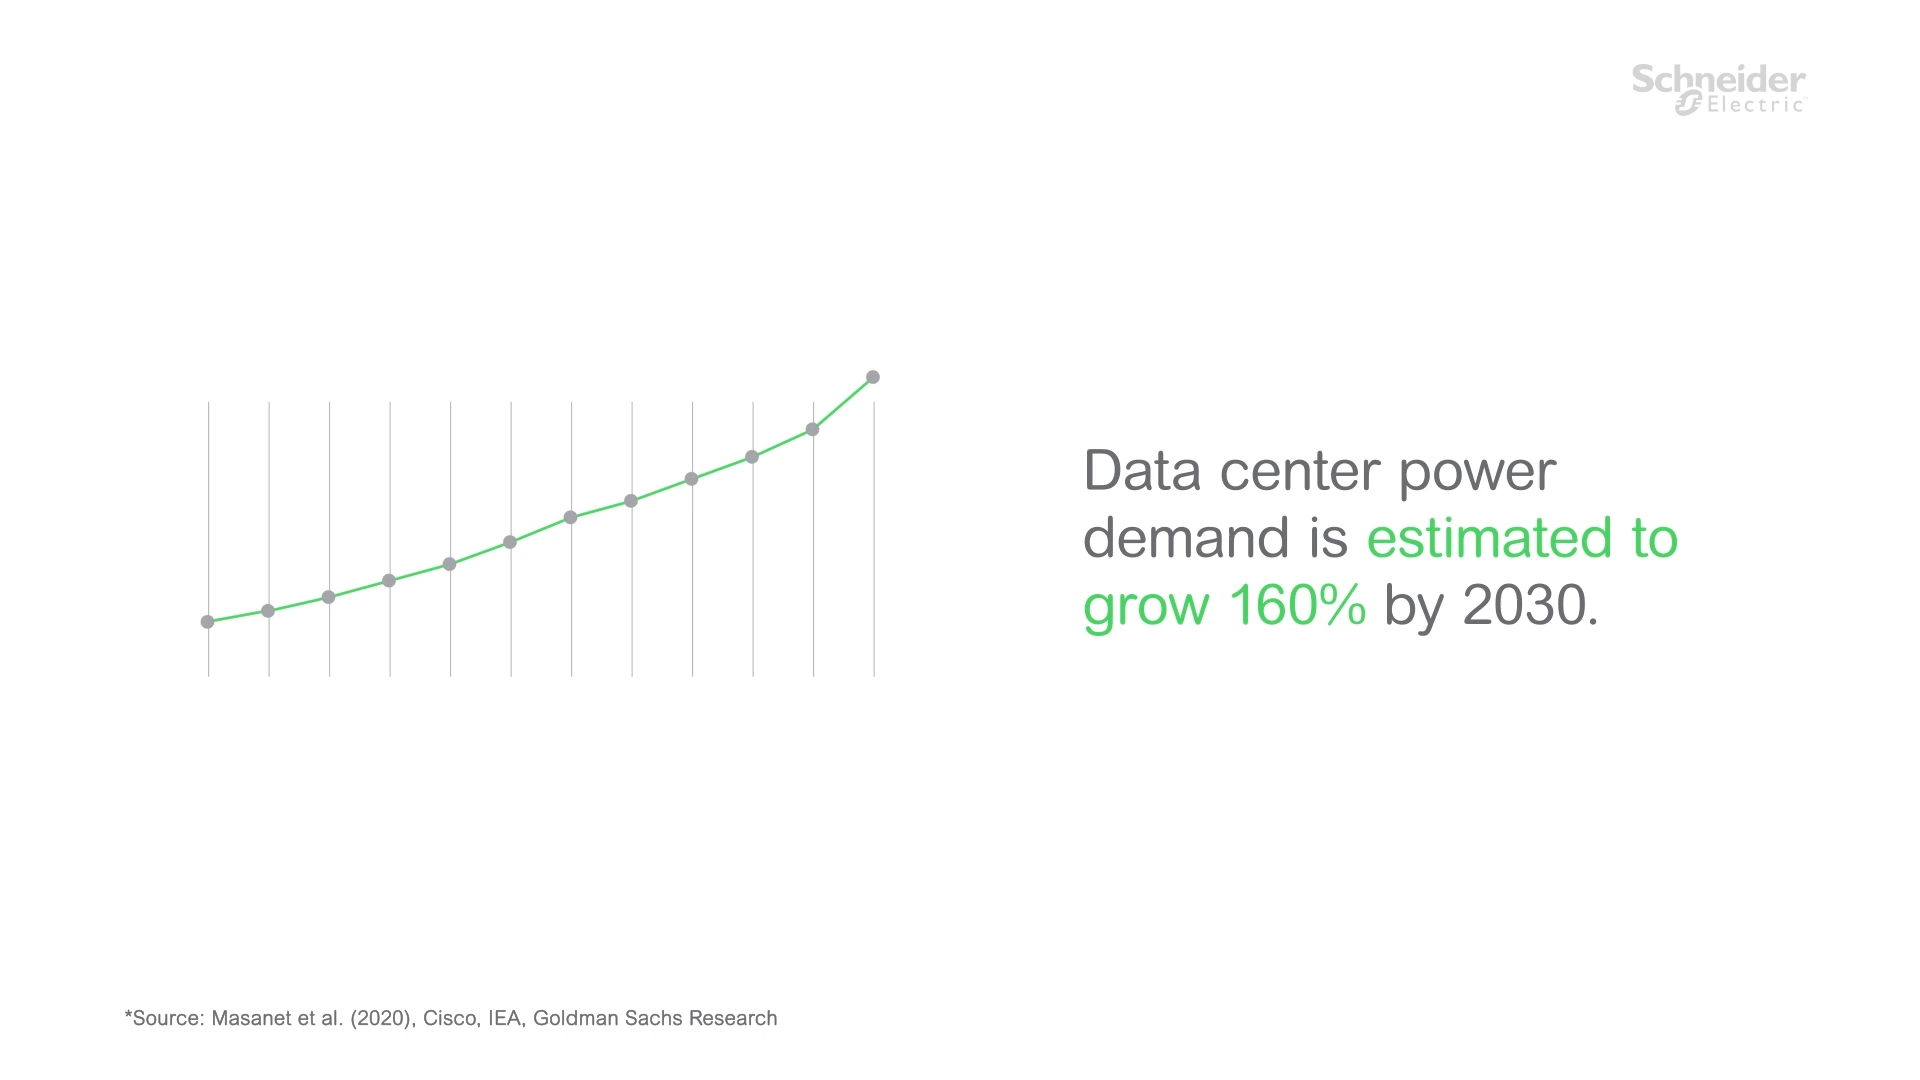 Schneider
Electric
Data center power
demand is estimated to
grow 160% by 2030.
*Source: Masanet et al. (2020), Cisco, IEA, Goldman Sachs Research